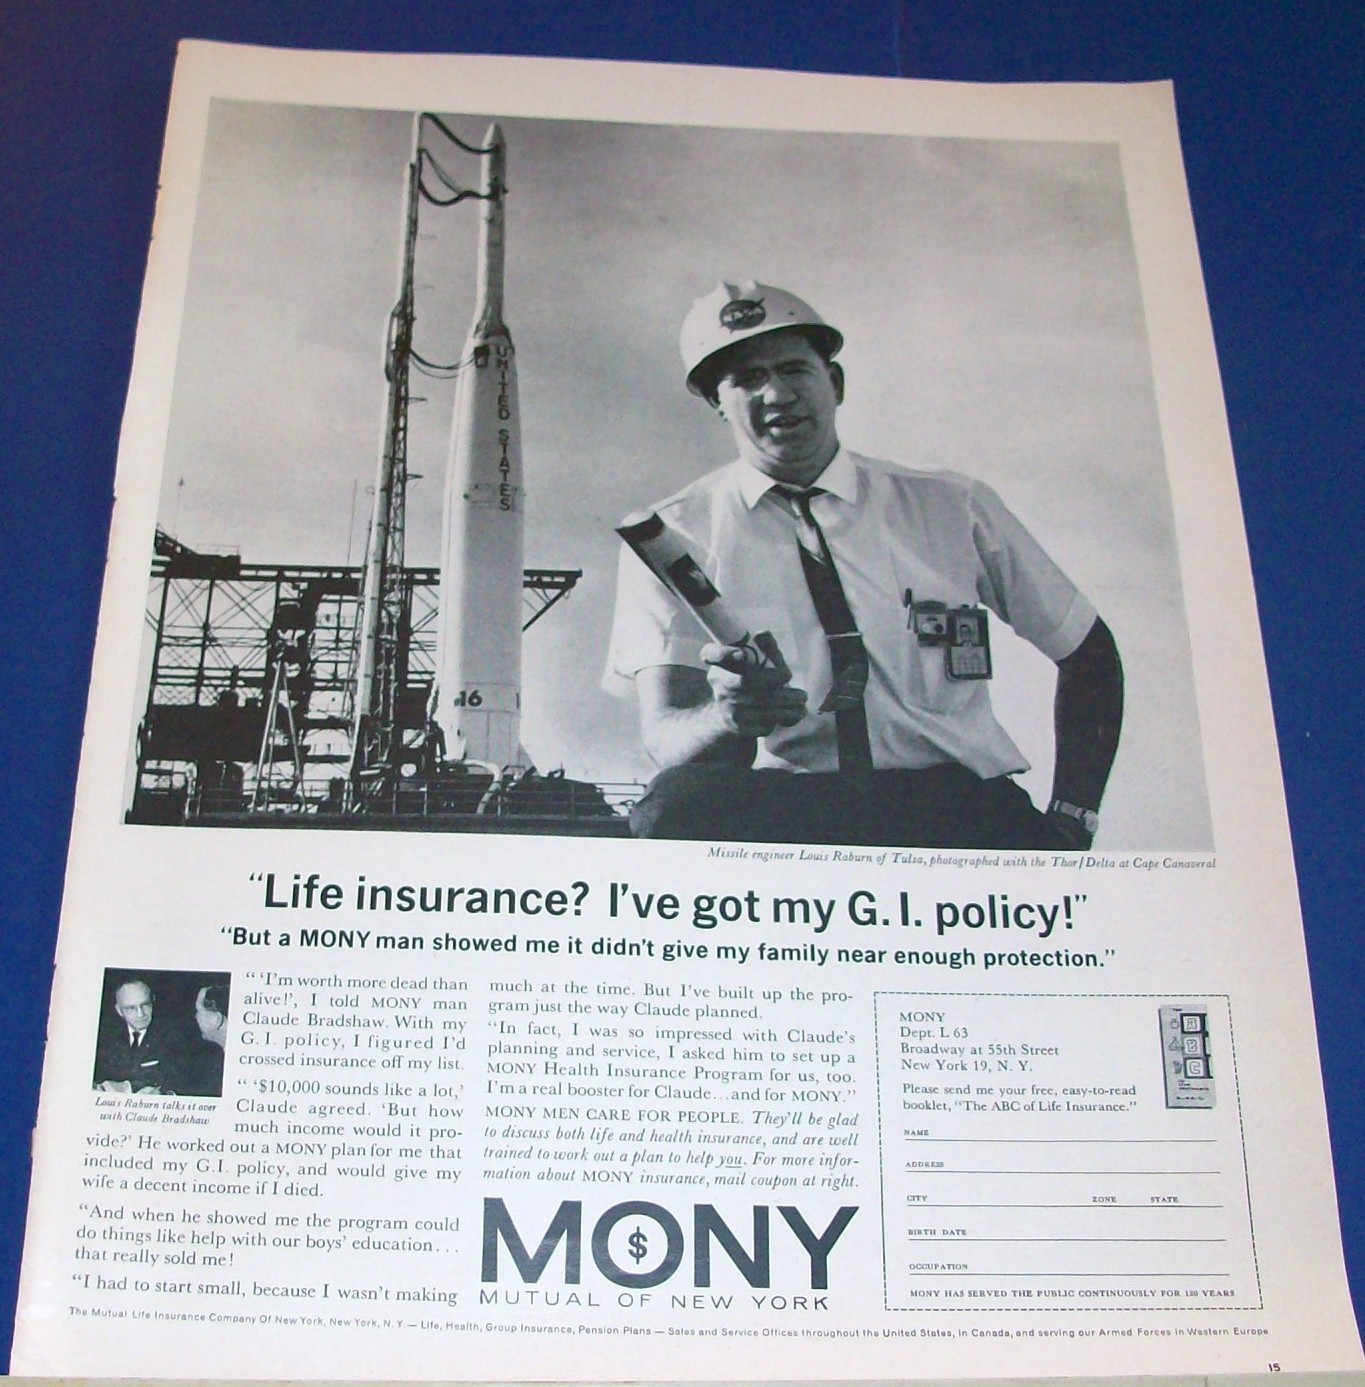 NASA
UNITED STATES
16
Missile engineer Louis Raburn of Tulsa, photographed with the Thor/Delta at Cape Canaveral
“Life insurance? I’ve got my G. I. policy!”
“But a MONY man showed me it didn’t give my family near enough protection.”
Louis Raburn talks it over
with Claude Bradshaw
“ ‘I’m worth more dead than
alive!’, I told MONY man
Claude Bradshaw. With my
G. I. policy, I figured I’d
crossed insurance off my list.
“ ‘$10,000 sounds like a lot,’
Claude agreed. ‘But how
much income would it pro-
vide?’ He worked out a MONY plan for me that
included my G.I. policy, and would give my
wife a decent income if I died.
“And when he showed me the program could
do things like help with our boys’ education...
that really sold me!
“I had to start small, because I wasn’t making
much at the time. But I’ve built up the pro-
gram just the way Claude planned.
“In fact, I was so impressed with Claude’s
planning and service, I asked him to set up a
MONY Health Insurance Program for us, too.
I’m a real booster for Claude...and for MONY.”
MONY MEN CARE FOR PEOPLE. They’ll be glad
to discuss both life and health insurance, and are well
trained to work out a plan to help you. For more infor-
mation about MONY insurance, mail coupon at right.
MONY
$
MUTUAL OF NEW YORK
MONY
Dept. L 63
Broadway at 55th Street
New York 19, N. Y.
Please send me your free, easy-to-read
booklet, “The ABC of Life Insurance.”
A
B
C
NAME
ADDRESS
CITY ZONE STATE
BIRTH DATE
OCCUPATION
MONY HAS SERVED THE PUBLIC CONTINUOUSLY FOR 120 YEARS
The Mutual Life Insurance Company Of New York, New York, N. Y.— Life, Health, Group Insurance, Pension Plans — Sales and Service Offices throughout the United States, in Canada, and serving our Armed Forces in Western Europe
15